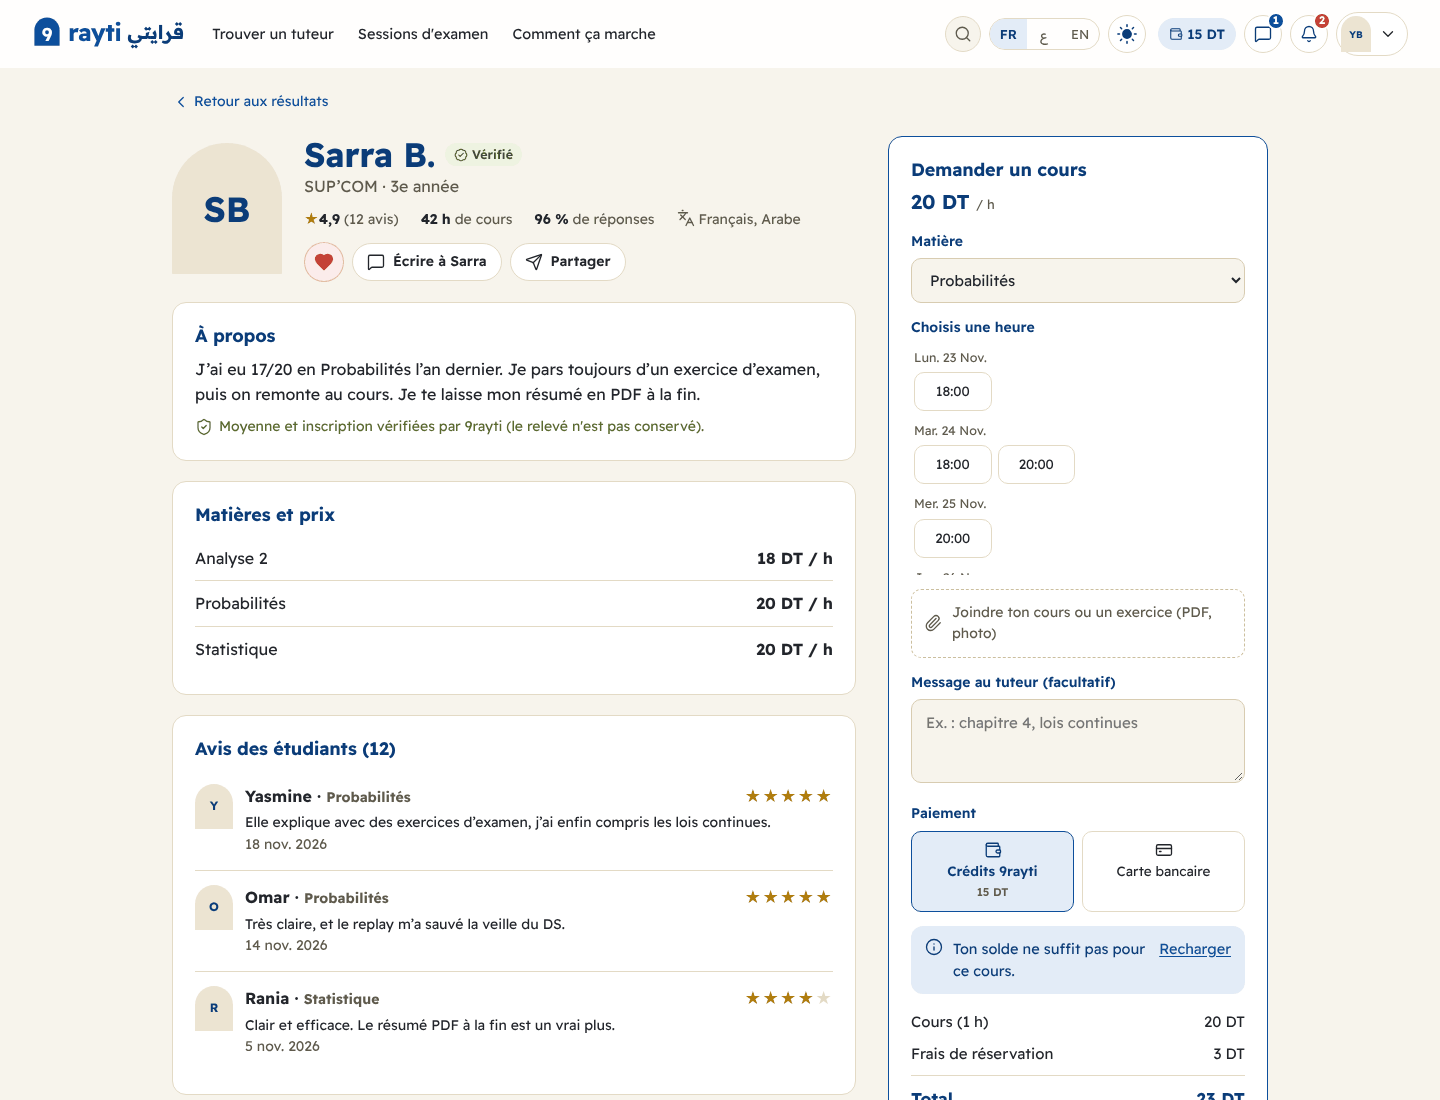 9 rayti قرايتي
Trouver un tuteur
Sessions d'examen
Comment ça marche
FR
ع
EN
15 DT
1
2
YB
Retour aux résultats
SB
Sarra B.
Vérifié
SUP’COM · 3e année
★4,9 (12 avis)
42 h de cours
96 % de réponses
Français, Arabe
Écrire à Sarra
Partager
À propos
J’ai eu 17/20 en Probabilités l’an dernier. Je pars toujours d’un exercice d’examen,
puis on remonte au cours. Je te laisse mon résumé en PDF à la fin.
Moyenne et inscription vérifiées par 9rayti (le relevé n'est pas conservé).
Matières et prix
Analyse 2
18 DT / h
Probabilités
20 DT / h
Statistique
20 DT / h
Avis des étudiants (12)
Y
Yasmine · Probabilités
★★★★★
Elle explique avec des exercices d’examen, j’ai enfin compris les lois continues.
18 nov. 2026
O
Omar · Probabilités
★★★★★
Très claire, et le replay m’a sauvé la veille du DS.
14 nov. 2026
R
Rania · Statistique
★★★★★
Clair et efficace. Le résumé PDF à la fin est un vrai plus.
5 nov. 2026
Demander un cours
20 DT / h
Matière
Probabilités
Choisis une heure
Lun. 23 Nov.
18:00
Mar. 24 Nov.
18:00
20:00
Mer. 25 Nov.
20:00
Joindre ton cours ou un exercice (PDF,
photo)
Message au tuteur (facultatif)
Ex. : chapitre 4, lois continues
Paiement
Crédits 9rayti
15 DT
Carte bancaire
Ton solde ne suffit pas pour
ce cours.
Recharger
Cours (1 h)
20 DT
Frais de réservation
3 DT
Total
23 DT